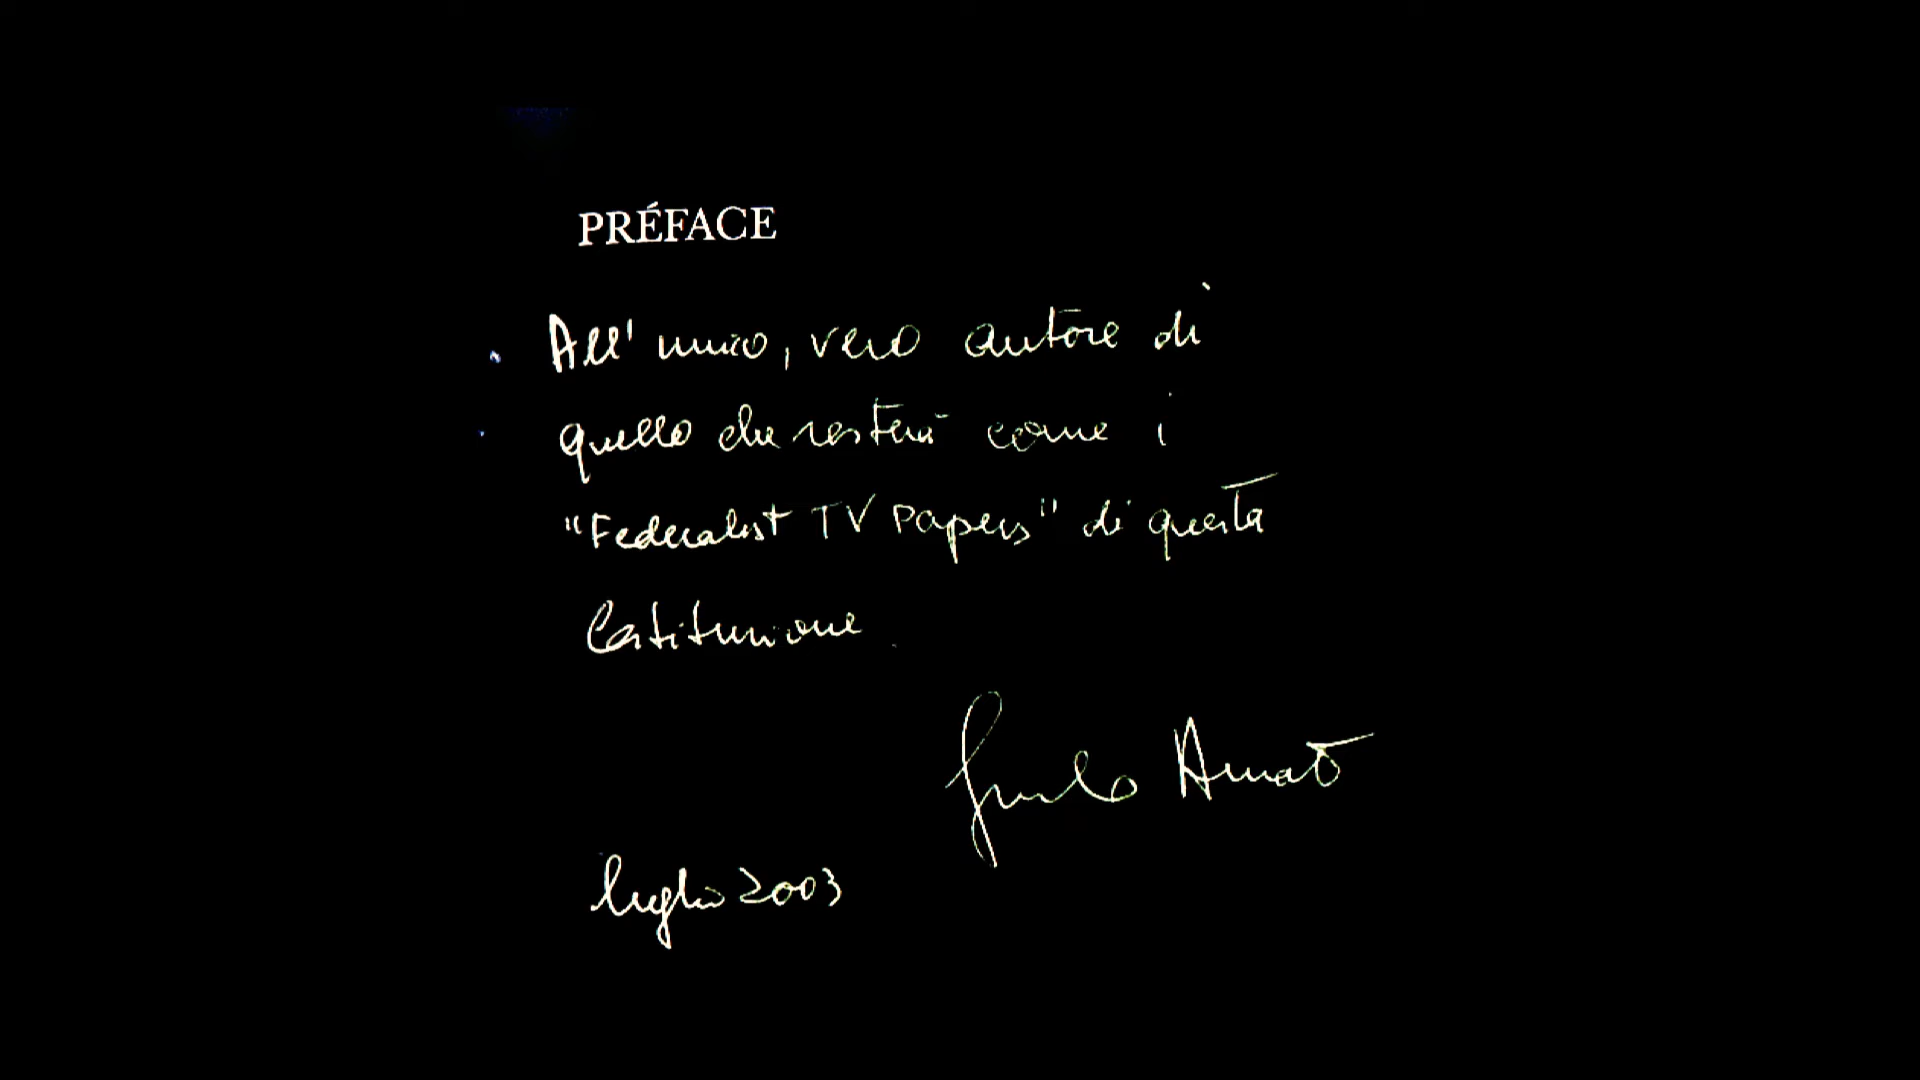 PRÉFACE
All'unico, vero autore di
quello che resterà come i
"Federalist TV Papers" di questa
Costituzione.
Giuliano Amato
luglio 2003